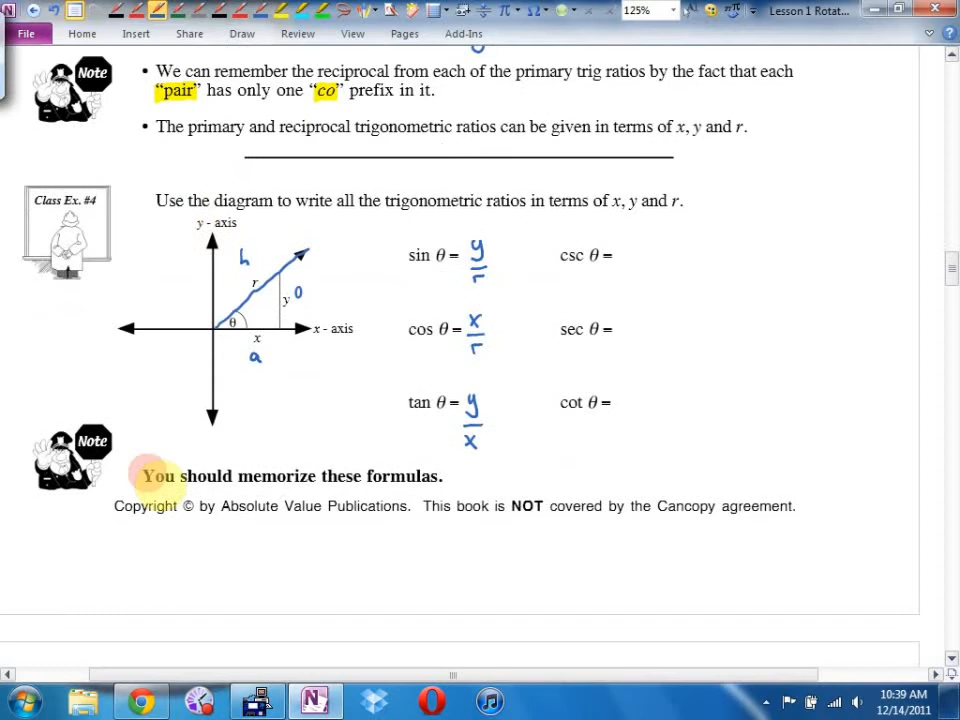 125%
Lesson 1 Rotat...
File Home Insert Share Draw Review View Pages Add-Ins
Note
• We can remember the reciprocal from each of the primary trig ratios by the fact that each
“pair” has only one “co” prefix in it.
• The primary and reciprocal trigonometric ratios can be given in terms of x, y and r.
Class Ex. #4
Use the diagram to write all the trigonometric ratios in terms of x, y and r.
y - axis
h
r
y o
θ
x - axis
x
a
sin θ = y/r csc θ =
cos θ = x/r sec θ =
tan θ = y/x cot θ =
Note
You should memorize these formulas.
Copyright © by Absolute Value Publications. This book is NOT covered by the Cancopy agreement.
10:39 AM
12/14/2011